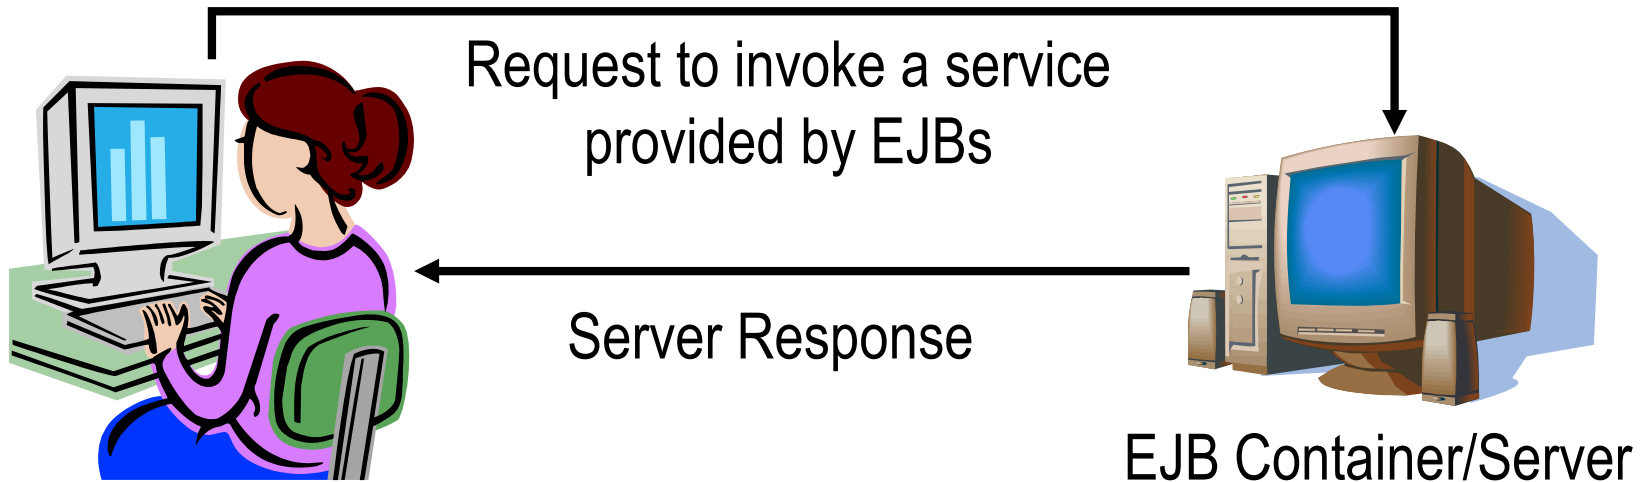 Request to invoke a service
provided by EJBs
Server Response
EJB Container/Server